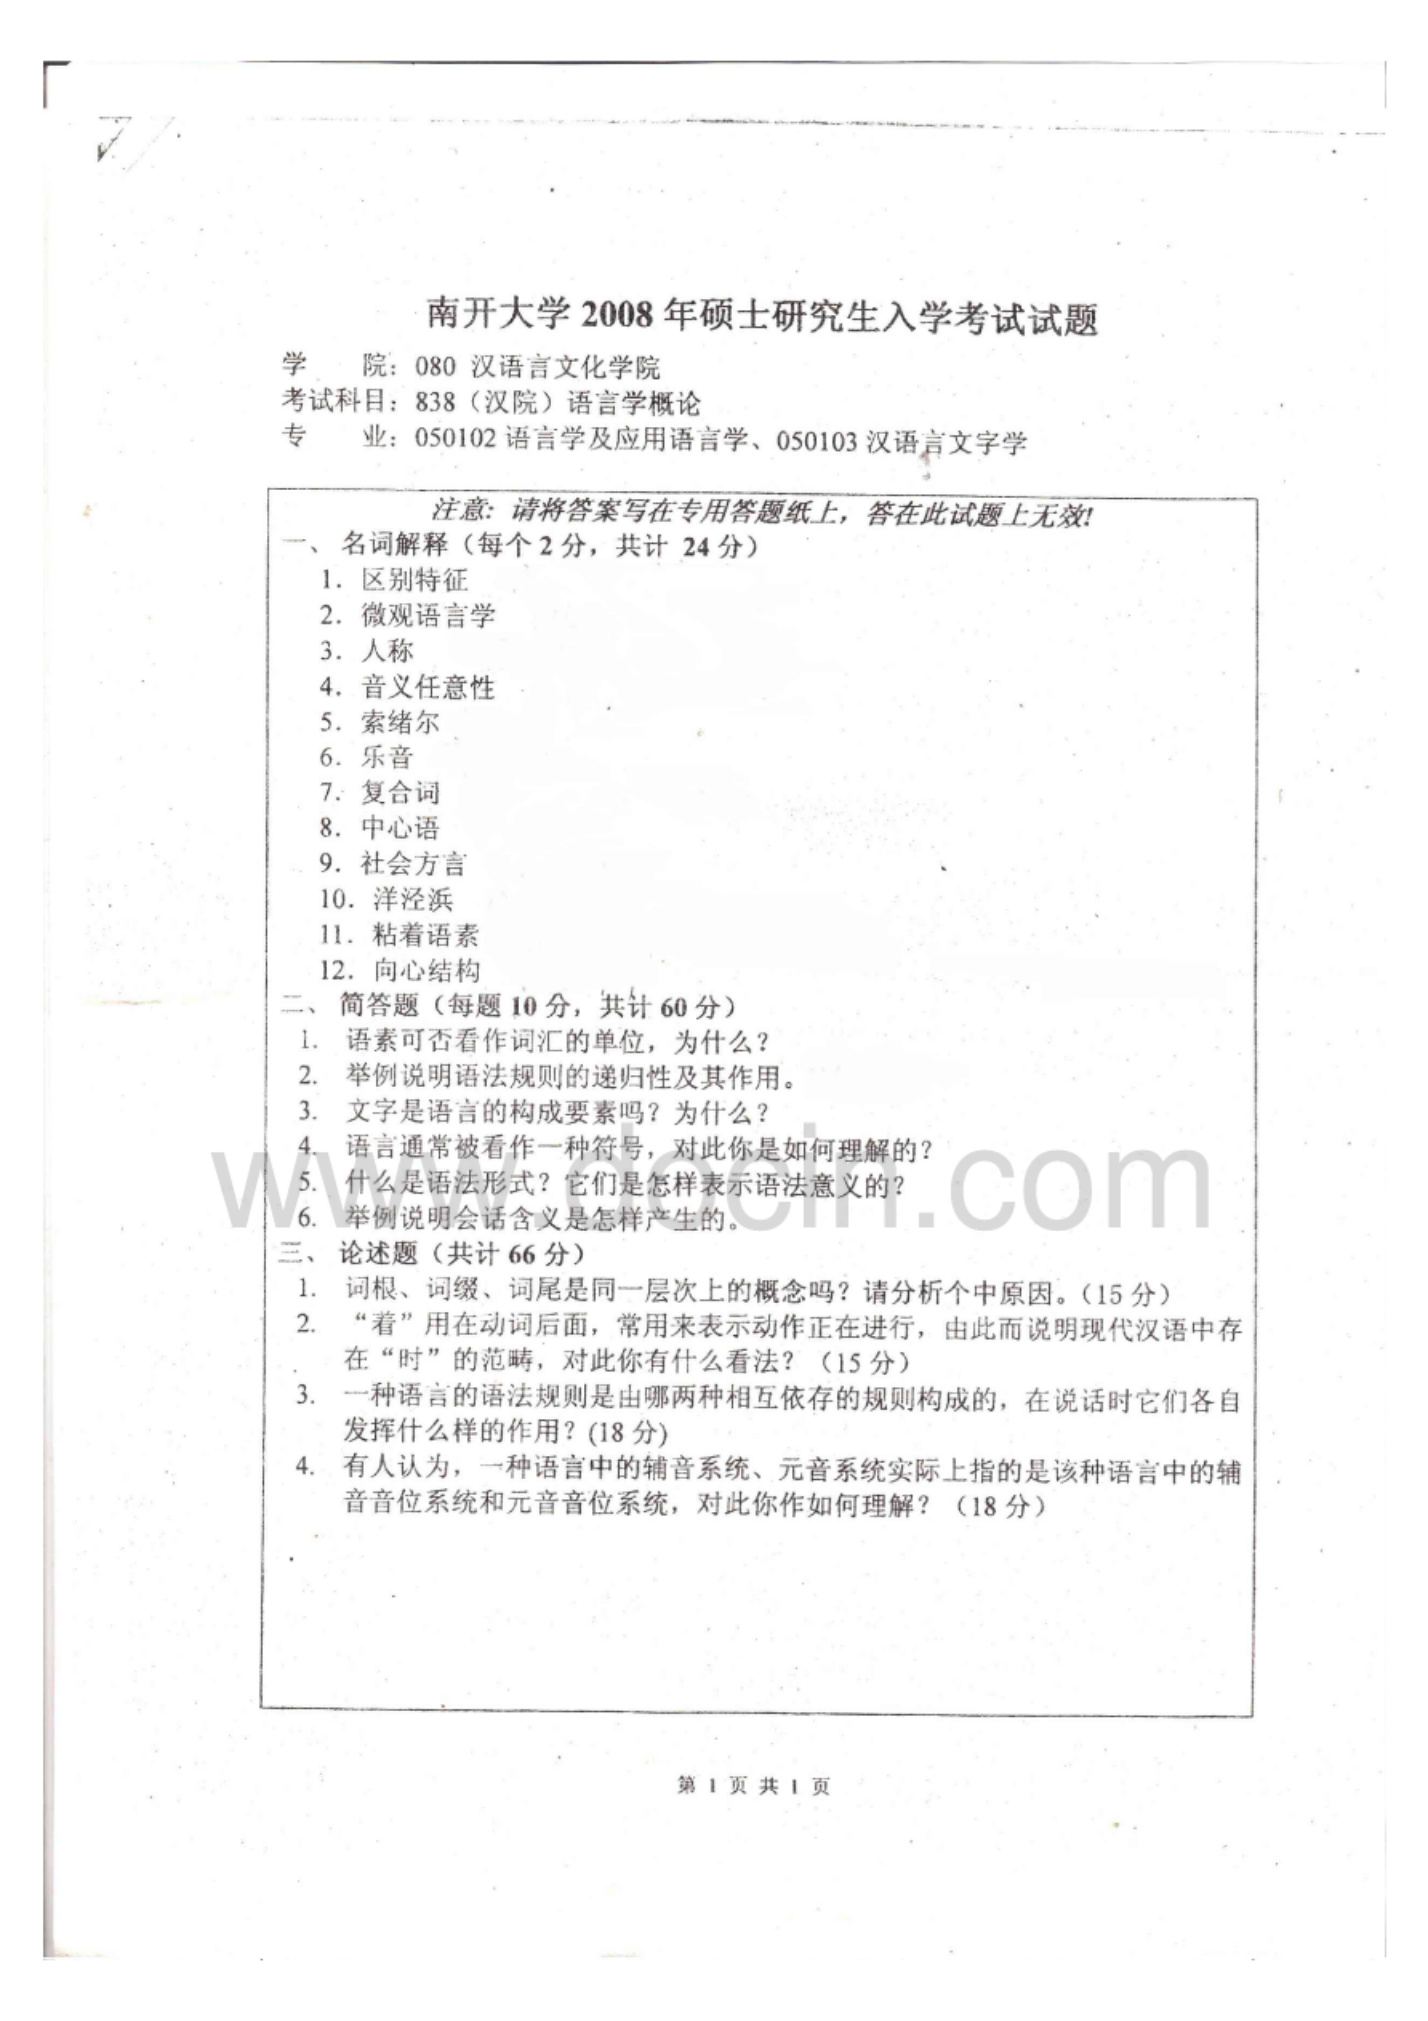 南开大学 2008 年硕士研究生入学考试试题
学　　院：080 汉语言文化学院
考试科目：838（汉院）语言学概论
专　　业：050102 语言学及应用语言学、050103 汉语言文字学
注意：请将答案写在专用答题纸上，答在此试题上无效!
一、 名词解释（每个 2 分，共计 24 分）
1．区别特征
2．微观语言学
3．人称
4．音义任意性
5．索绪尔
6．乐音
7．复合词
8．中心语
9．社会方言
10．洋泾浜
11．粘着语素
12．向心结构
二、 简答题（每题 10 分，共计 60 分）
1. 语素可否看作词汇的单位，为什么？
2. 举例说明语法规则的递归性及其作用。
3. 文字是语言的构成要素吗？为什么？
4. 语言通常被看作一种符号，对此你是如何理解的？
5. 什么是语法形式？它们是怎样表示语法意义的？
6. 举例说明会话含义是怎样产生的。
www.docin.com
三、 论述题（共计 66 分）
1. 词根、词缀、词尾是同一层次上的概念吗？请分析个中原因。（15 分）
2. “着”用在动词后面，常用来表示动作正在进行，由此而说明现代汉语中存
在“时”的范畴，对此你有什么看法？（15 分）
3. 一种语言的语法规则是由哪两种相互依存的规则构成的，在说话时它们各自
发挥什么样的作用？(18 分)
4. 有人认为，一种语言中的辅音系统、元音系统实际上指的是该种语言中的辅
音音位系统和元音音位系统，对此你作如何理解？（18 分）
第 1 页 共 1 页